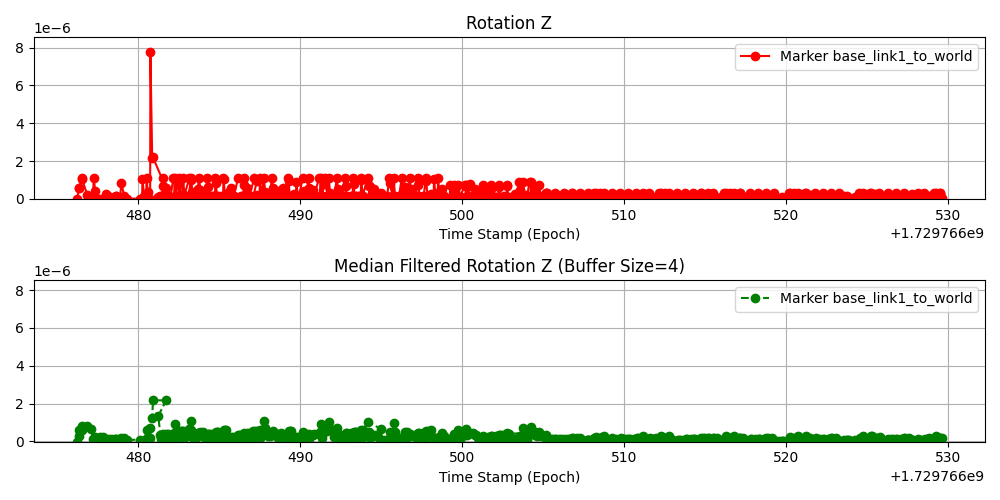 Rotation Z
1e−6
8
6
4
2
0
Marker base_link1_to_world
480 490 500 510 520 530
Time Stamp (Epoch)
+1.729766e9
Median Filtered Rotation Z (Buffer Size=4)
1e−6
8
6
4
2
0
Marker base_link1_to_world
480 490 500 510 520 530
Time Stamp (Epoch)
+1.729766e9